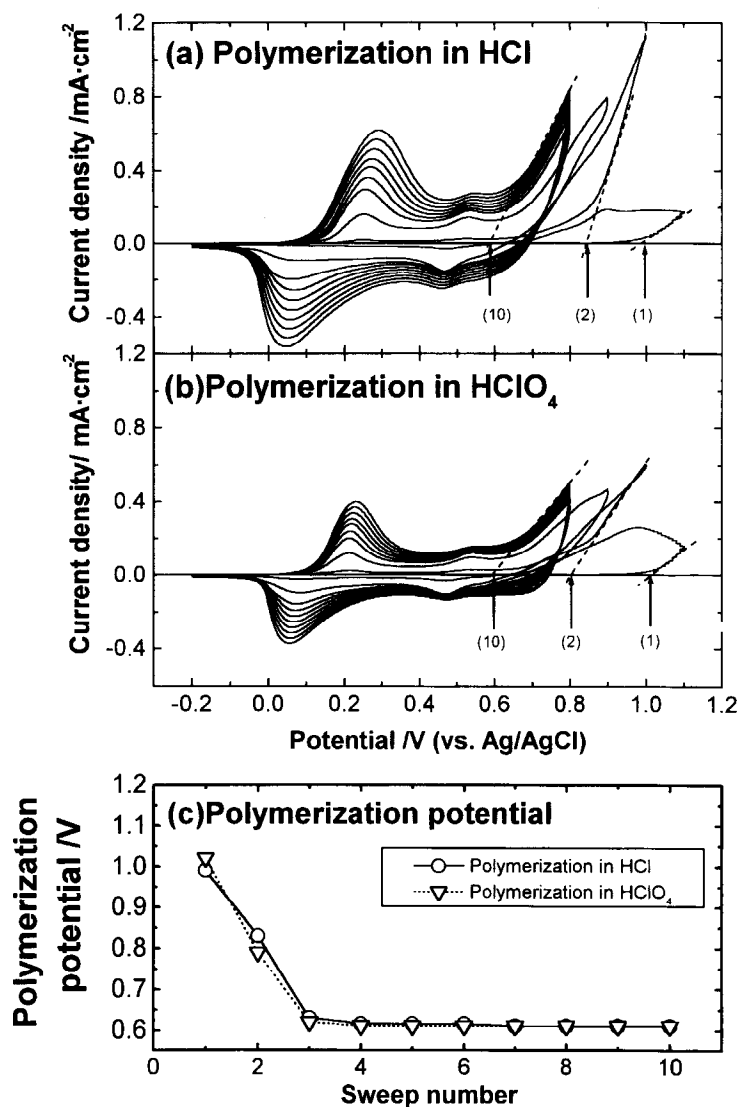 (a) Polymerization in HCl
Current density /mA·cm⁻²
1.2
0.8
0.4
0.0
-0.4
(10)
(2)
(1)
(b)Polymerization in HClO₄
Current density/ mA·cm⁻²
1.2
0.8
0.4
0.0
-0.4
(10)
(2)
(1)
-0.2 0.0 0.2 0.4 0.6 0.8 1.0 1.2
Potential /V (vs. Ag/AgCl)
(c)Polymerization potential
Polymerization
potential /V
1.2
1.1
1.0
0.9
0.8
0.7
0.6
Polymerization in HCl
Polymerization in HClO₄
0 2 4 6 8 10
Sweep number